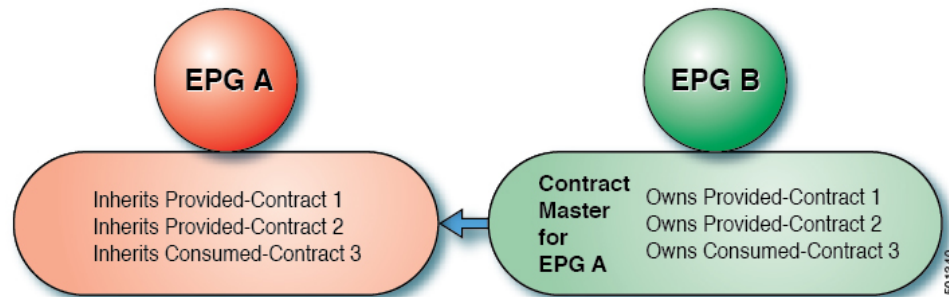 EPG A
EPG B
Inherits Provided-Contract 1
Inherits Provided-Contract 2
Inherits Consumed-Contract 3
Contract
Master
for
EPG A
Owns Provided-Contract 1
Owns Provided-Contract 2
Owns Consumed-Contract 3